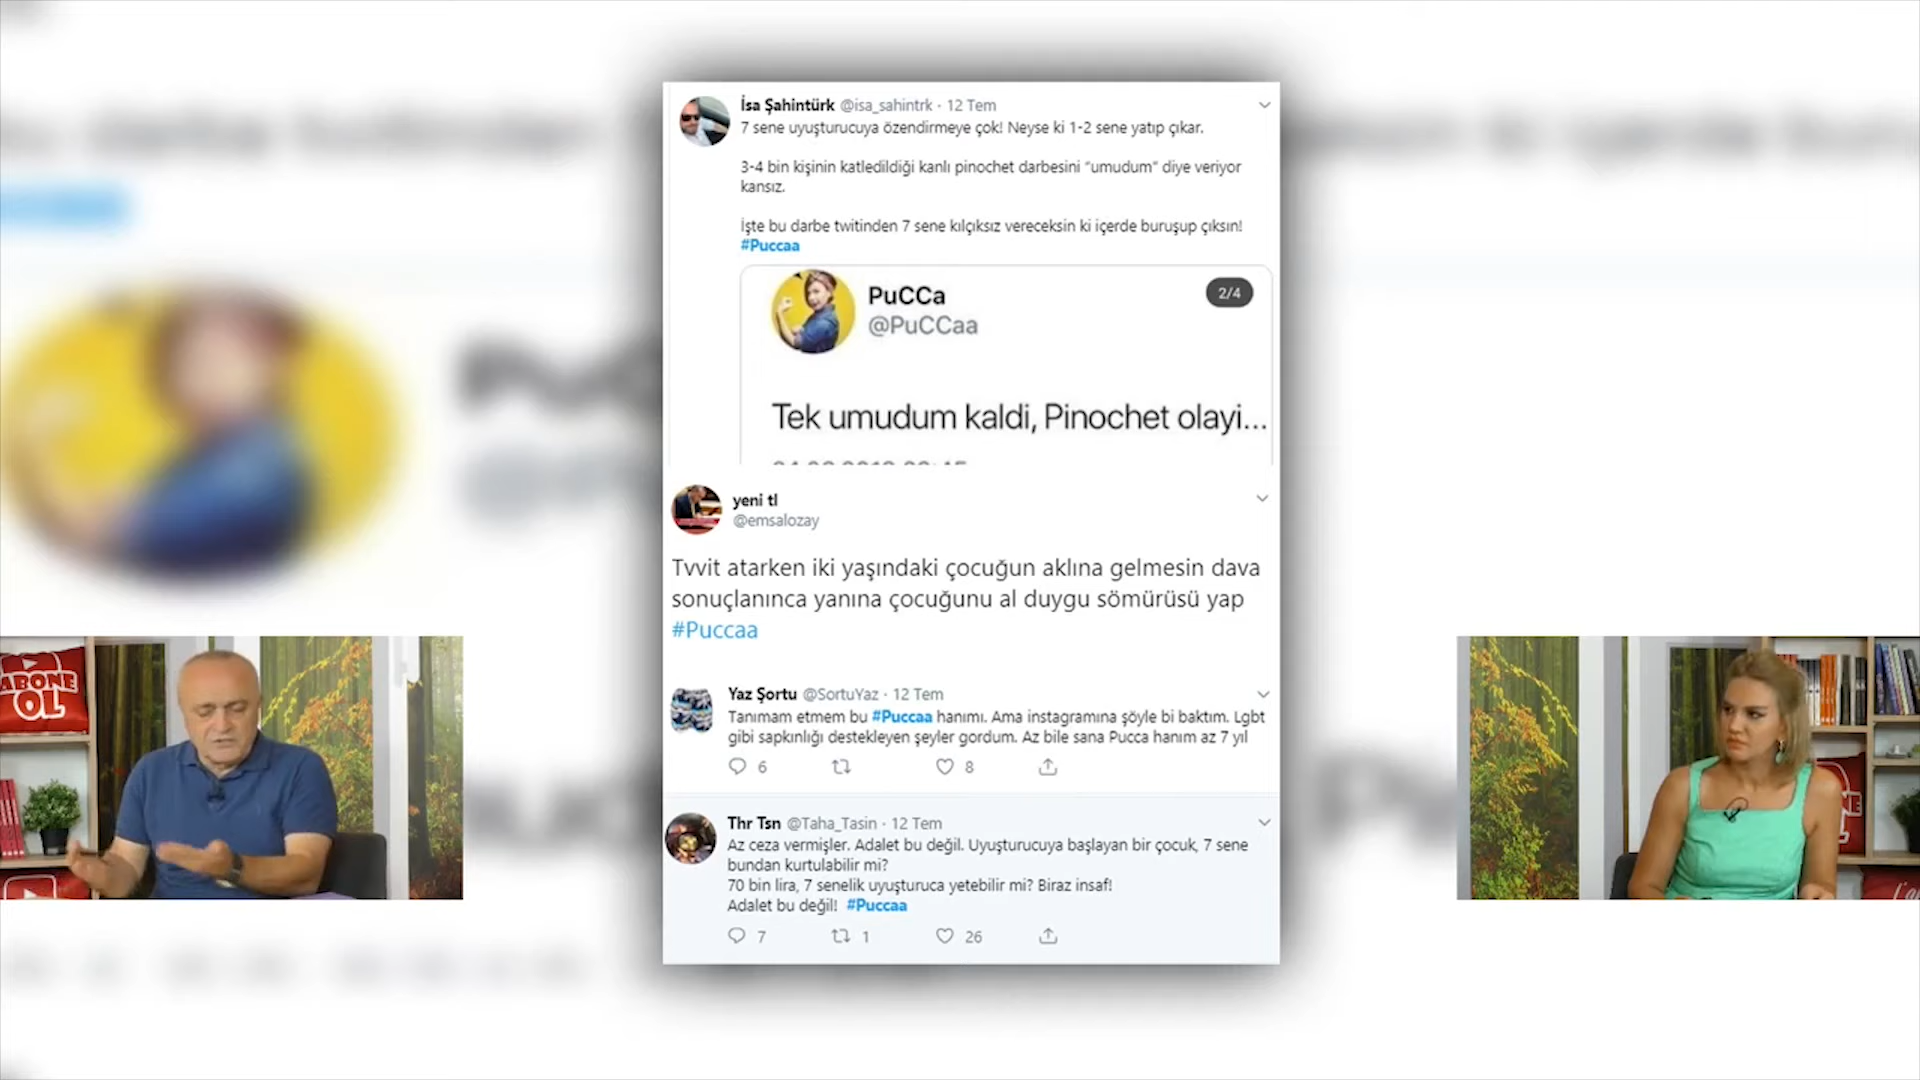 İsa Şahintürk @isa_sahintrk · 12 Tem
7 sene uyuşturucuya özendirmeye çok! Neyse ki 1-2 sene yatıp çıkar.
3-4 bin kişinin katledildiği kanlı pinochet darbesini "umudum" diye veriyor
kansız.
İşte bu darbe twitinden 7 sene kılçıksız vereceksin ki içerde buruşup çıksın!
#Puccaa
PuCCa
@PuCCaa
2/4
Tek umudum kaldi, Pinochet olayi...
yeni tl
@emsalozay
Tvvit atarken iki yaşındaki çocuğun aklına gelmesin dava
sonuçlanınca yanına çocuğunu al duygu sömürüsü yap
#Puccaa
Yaz Şortu @SortuYaz · 12 Tem
Tanımam etmem bu #Puccaa hanımı. Ama instagramına şöyle bi baktım. Lgbt
gibi sapkınlığı destekleyen şeyler gordum. Az bile sana Pucca hanım az 7 yıl
6 8
Thr Tsn @Taha_Tasin · 12 Tem
Az ceza vermişler. Adalet bu değil. Uyuşturucuya başlayan bir çocuk, 7 sene
bundan kurtulabilir mi?
70 bin lira, 7 senelik uyuşturuca yetebilir mi? Biraz insaf!
Adalet bu değil! #Puccaa
7 1 26
ABONE
OL